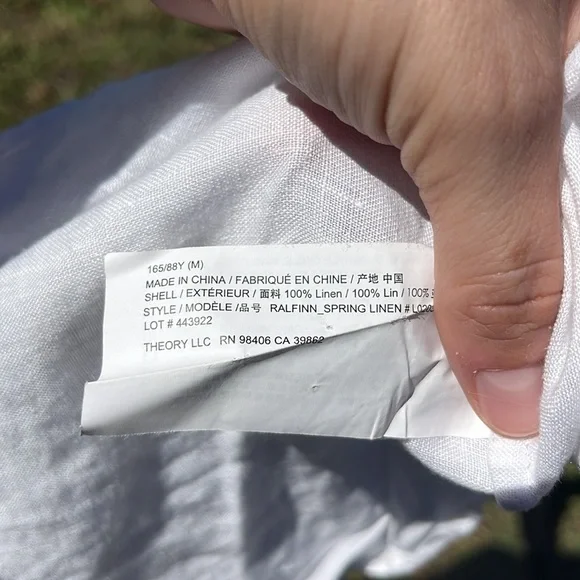 165/88Y (M)
MADE IN CHINA / FABRIQUÉ EN CHINE / 产地 中国
SHELL / EXTÉRIEUR / 面料 100% Linen / 100% Lin / 100%
STYLE / MODÈLE /品号 RALFINN_SPRING LINEN #
LOT # 443922
THEORY LLC RN 98406 CA